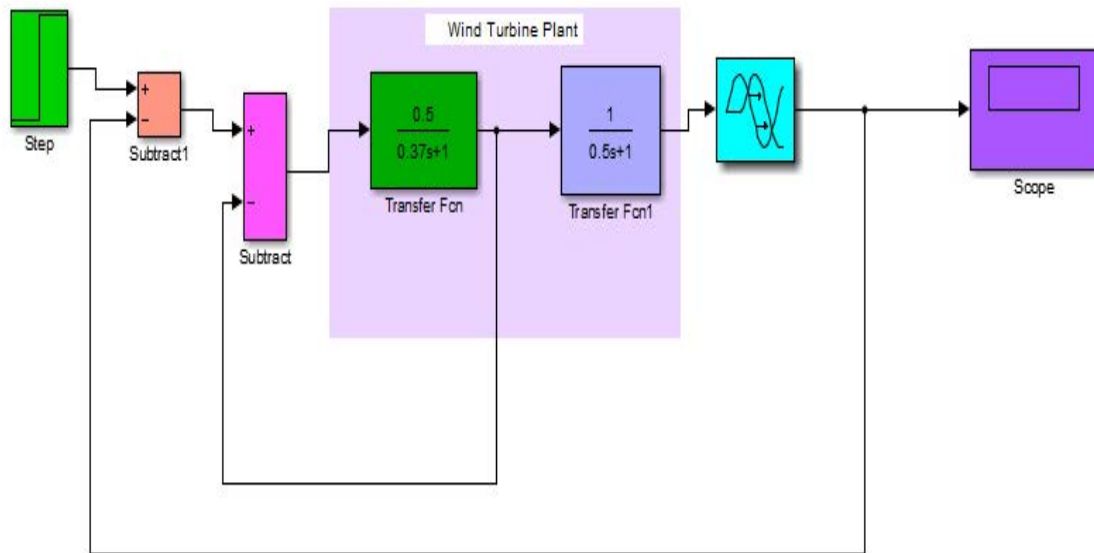 Wind Turbine Plant
Step
+
−
Subtract1
+
−
Subtract
0.5
0.37s+1
Transfer Fcn
1
0.5s+1
Transfer Fcn1
Scope